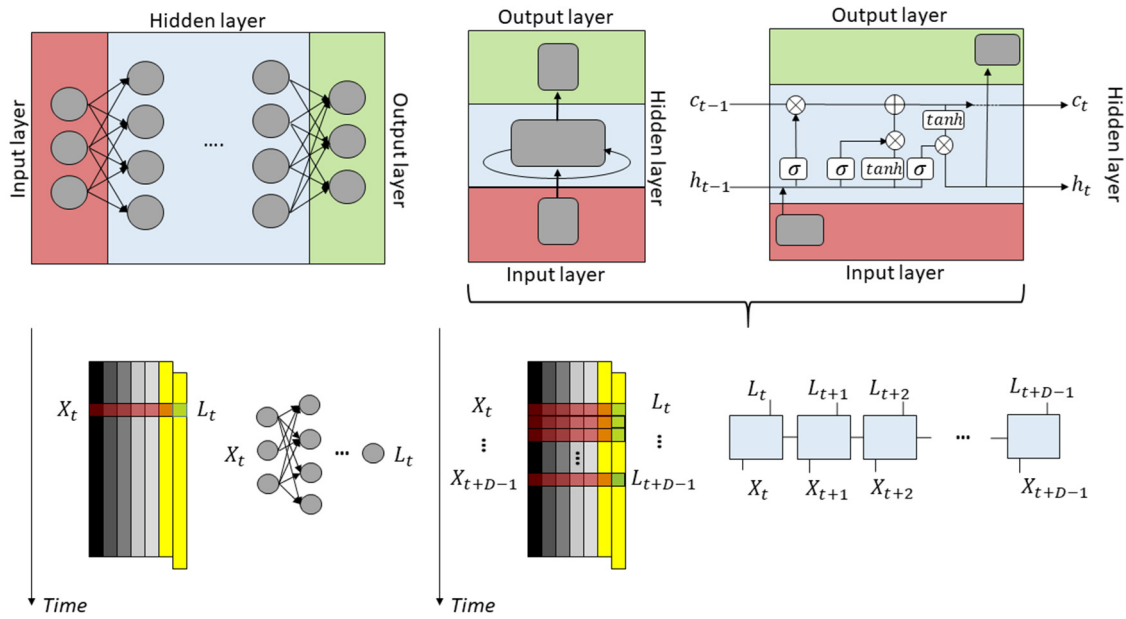 Hidden layer
Input layer
....
Output layer
Output layer
Hidden layer
Input layer
Output layer
c_{t-1}
c_t
tanh
σ
σ
tanh
σ
h_{t-1}
h_t
Hidden layer
Input layer
X_t
L_t
X_t
...
L_t
Time
X_t
...
X_{t+D-1}
...
L_t
...
L_{t+D-1}
L_t
L_{t+1}
L_{t+2}
L_{t+D-1}
...
X_t
X_{t+1}
X_{t+2}
X_{t+D-1}
Time